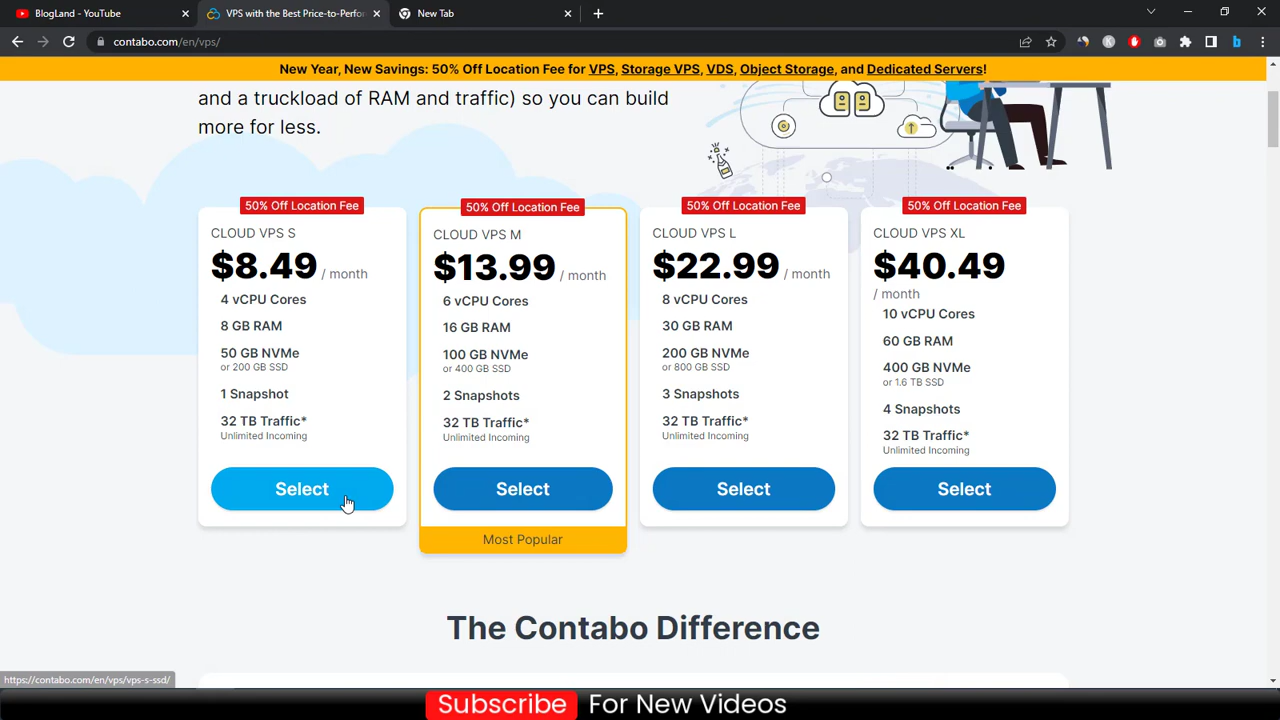 BlogLand - YouTube
VPS with the Best Price-to-Perfor
New Tab
contabo.com/en/vps/
New Year, New Savings: 50% Off Location Fee for VPS, Storage VPS, VDS, Object Storage, and Dedicated Servers!
and a truckload of RAM and traffic) so you can build
more for less.
50% Off Location Fee
CLOUD VPS S
$8.49 / month
4 vCPU Cores
8 GB RAM
50 GB NVMe
or 200 GB SSD
1 Snapshot
32 TB Traffic*
Unlimited Incoming
Select
50% Off Location Fee
CLOUD VPS M
$13.99 / month
6 vCPU Cores
16 GB RAM
100 GB NVMe
or 400 GB SSD
2 Snapshots
32 TB Traffic*
Unlimited Incoming
Select
Most Popular
50% Off Location Fee
CLOUD VPS L
$22.99 / month
8 vCPU Cores
30 GB RAM
200 GB NVMe
or 800 GB SSD
3 Snapshots
32 TB Traffic*
Unlimited Incoming
Select
50% Off Location Fee
CLOUD VPS XL
$40.49
/ month
10 vCPU Cores
60 GB RAM
400 GB NVMe
or 1.6 TB SSD
4 Snapshots
32 TB Traffic*
Unlimited Incoming
Select
The Contabo Difference
https://contabo.com/en/vps/vps-s-ssd/
Subscribe For New Videos